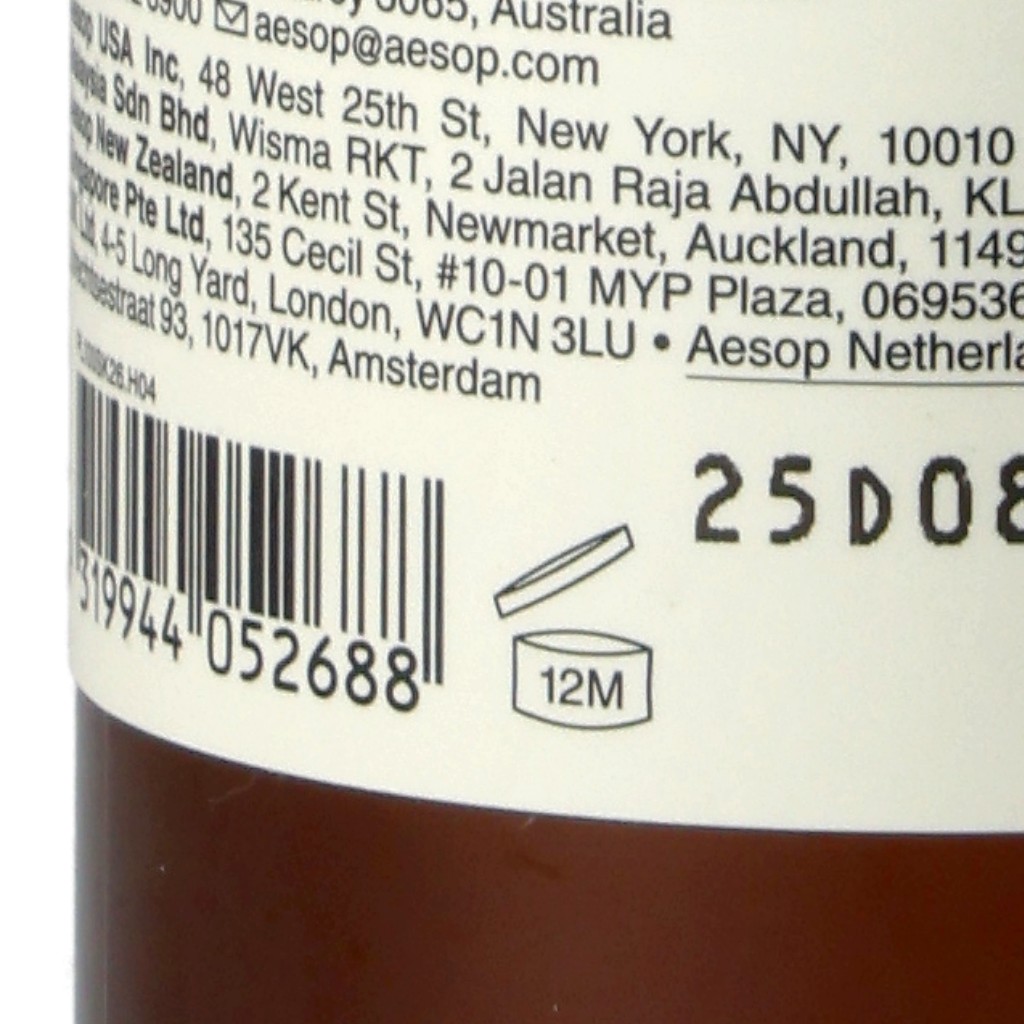 3065, Australia
aesop@aesop.com
USA Inc, 48 West 25th St, New York, NY, 10010
Sdn Bhd, Wisma RKT, 2 Jalan Raja Abdullah, KL
New Zealand, 2 Kent St, Newmarket, Auckland, 1149
Pte Ltd, 135 Cecil St, #10-01 MYP Plaza, 069536
Ltd, 4-5 Long Yard, London, WC1N 3LU • Aesop
93, 1017VK, Amsterdam
25D08
319944 052688
12M